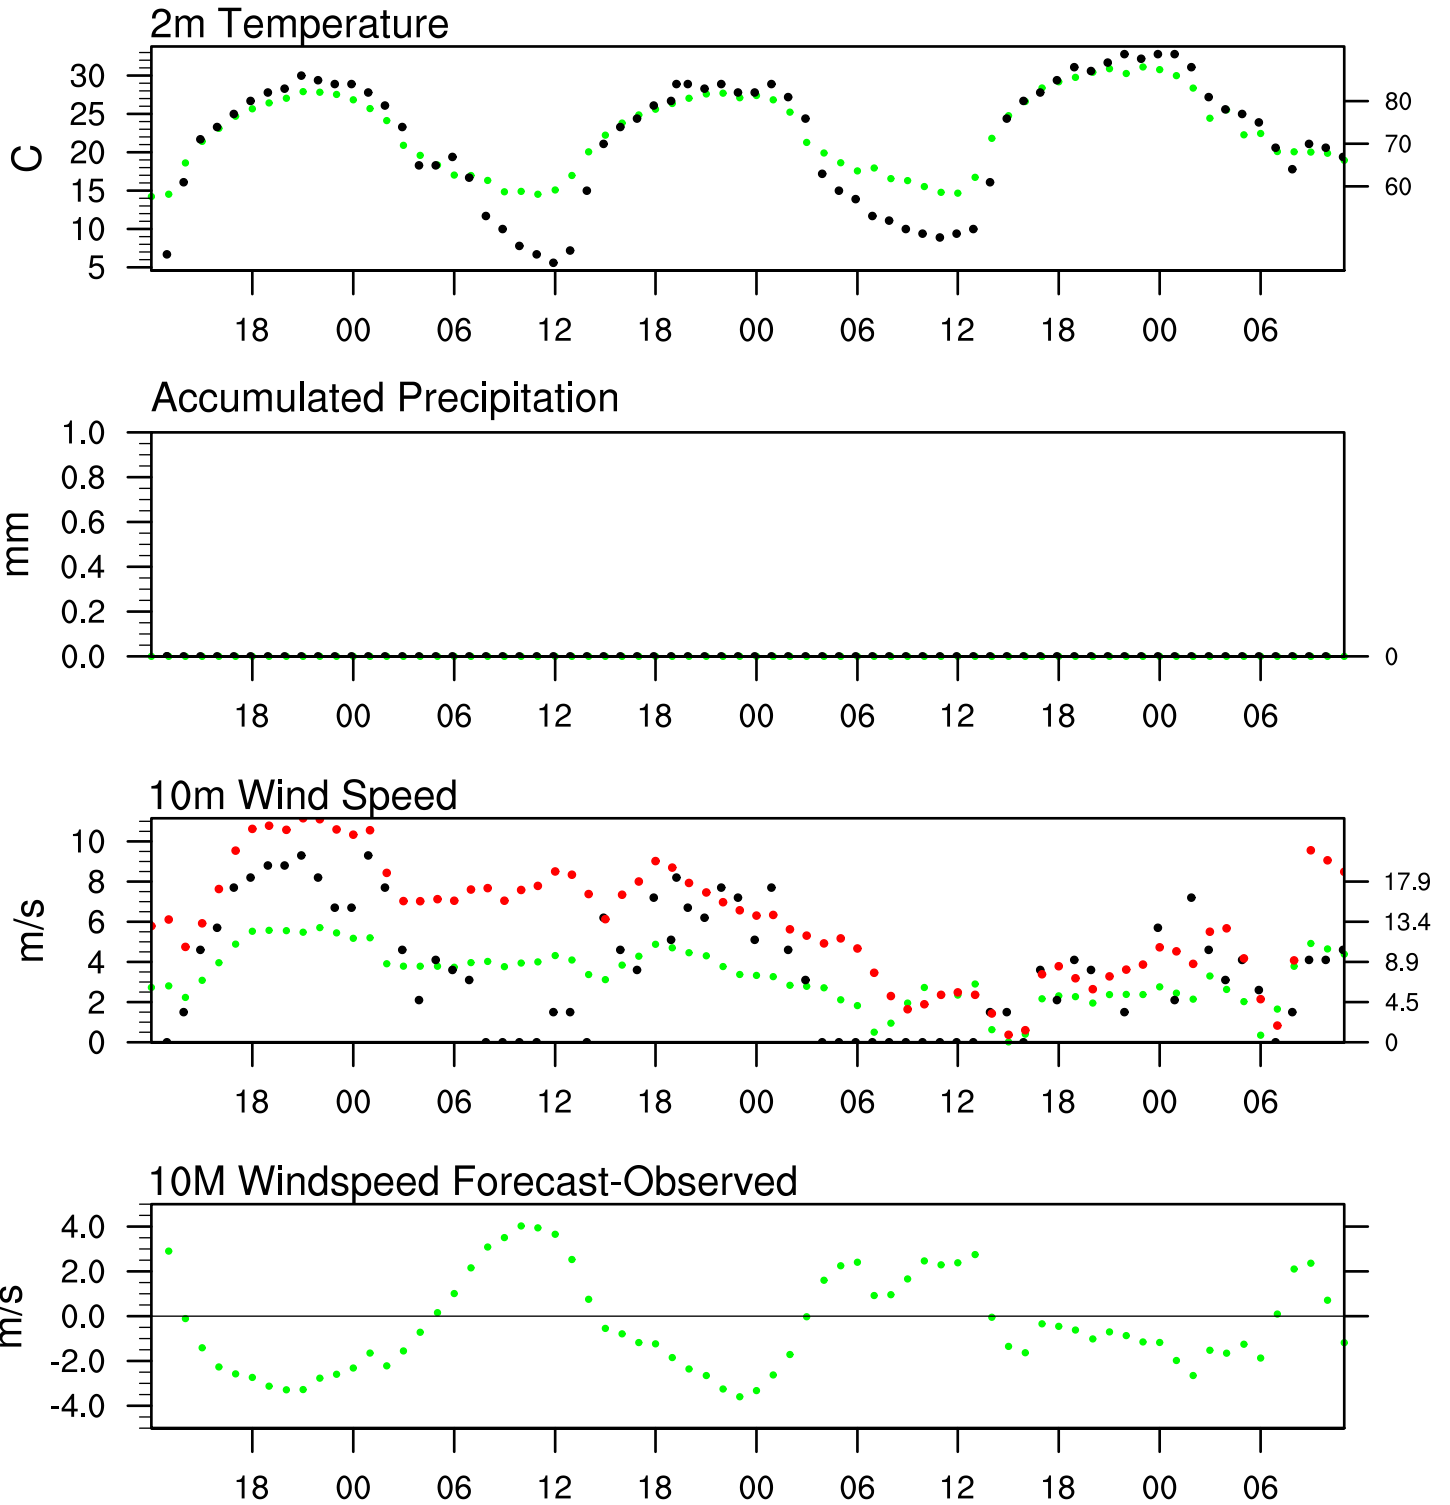 2m Temperature
C
30
25
20
15
10
5
80
70
60
18 00 06 12 18 00 06 12 18 00 06
Accumulated Precipitation
mm
1.0
0.8
0.6
0.4
0.2
0.0
0
18 00 06 12 18 00 06 12 18 00 06
10m Wind Speed
m/s
10
8
6
4
2
0
17.9
13.4
8.9
4.5
0
18 00 06 12 18 00 06 12 18 00 06
10M Windspeed Forecast-Observed
m/s
4.0
2.0
0.0
-2.0
-4.0
18 00 06 12 18 00 06 12 18 00 06